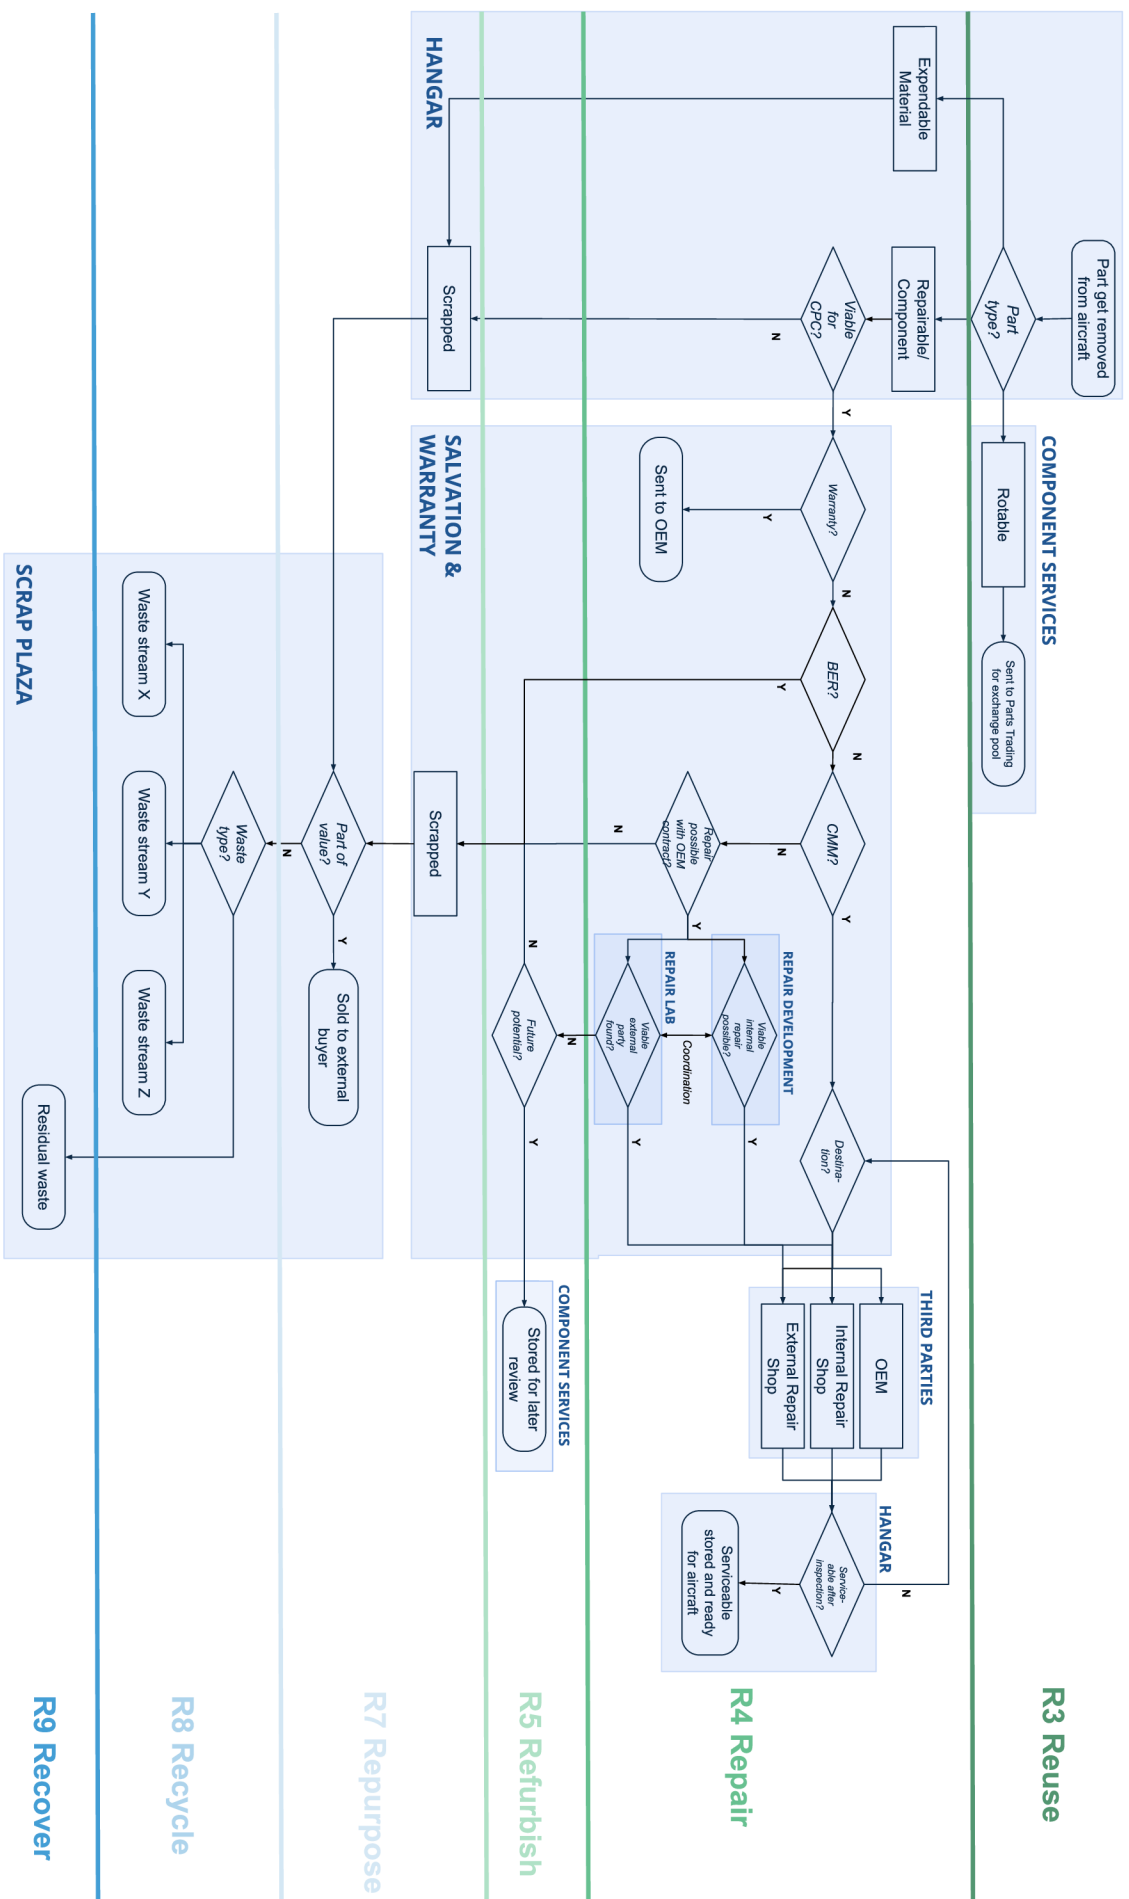 HANGAR
Part get removed
from aircraft
Part
type?
Expendable
Material
Repairable/
Component
Viable
for
CPC?
N
Y
Scrapped
COMPONENT SERVICES
Rotable
Sent to Parts Trading
for exchange pool
R3 Reuse
SALVATION &
WARRANTY
Warranty?
Y
N
Sent to OEM
BER?
Y
N
CMM?
N
Y
Repair
possible
with OEM
contract?
N
Y
REPAIR DEVELOPMENT
Viable
internal
repair
possible?
Y
Coordination
REPAIR LAB
Viable
external
party
found?
N
Y
Destina-
tion?
THIRD PARTIES
OEM
Internal Repair
Shop
External Repair
Shop
HANGAR
Service-
able after
inspection?
N
Y
Serviceable
stored and ready
for aircraft
R4 Repair
Future
potential?
N
Y
COMPONENT SERVICES
Stored for later
review
R5 Refurbish
Scrapped
SCRAP PLAZA
Part of
value?
N
Y
Sold to external
buyer
R7 Repurpose
Waste
type?
Waste stream X
Waste stream Y
Waste stream Z
R8 Recycle
Residual waste
R9 Recover